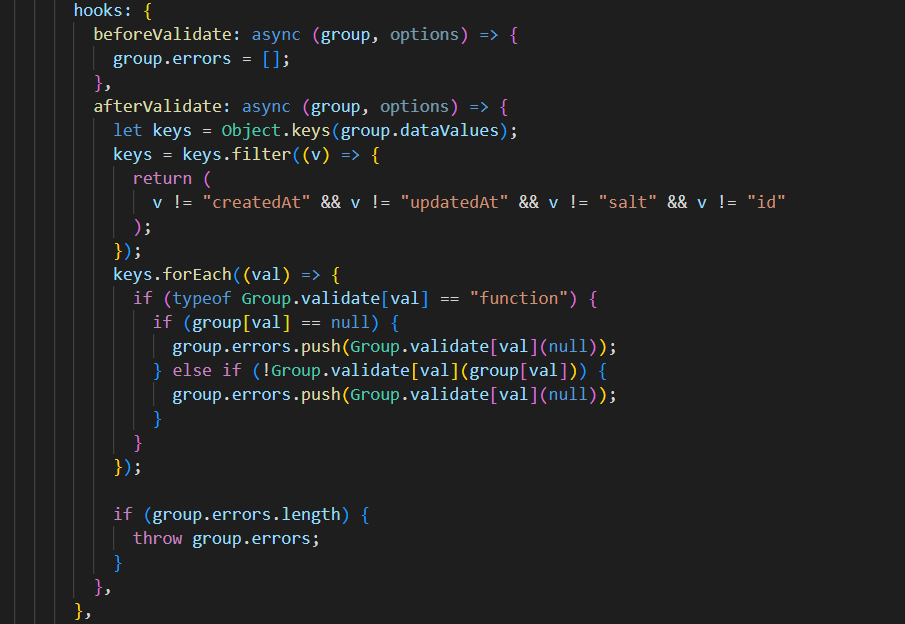 hooks: {
beforeValidate: async (group, options) => {
group.errors = [];
},
afterValidate: async (group, options) => {
let keys = Object.keys(group.dataValues);
keys = keys.filter((v) => {
return (
v != "createdAt" && v != "updatedAt" && v != "salt" && v != "id"
);
});
keys.forEach((val) => {
if (typeof Group.validate[val] == "function") {
if (group[val] == null) {
group.errors.push(Group.validate[val](null));
} else if (!Group.validate[val](group[val])) {
group.errors.push(Group.validate[val](null));
}
}
});
if (group.errors.length) {
throw group.errors;
}
},
},